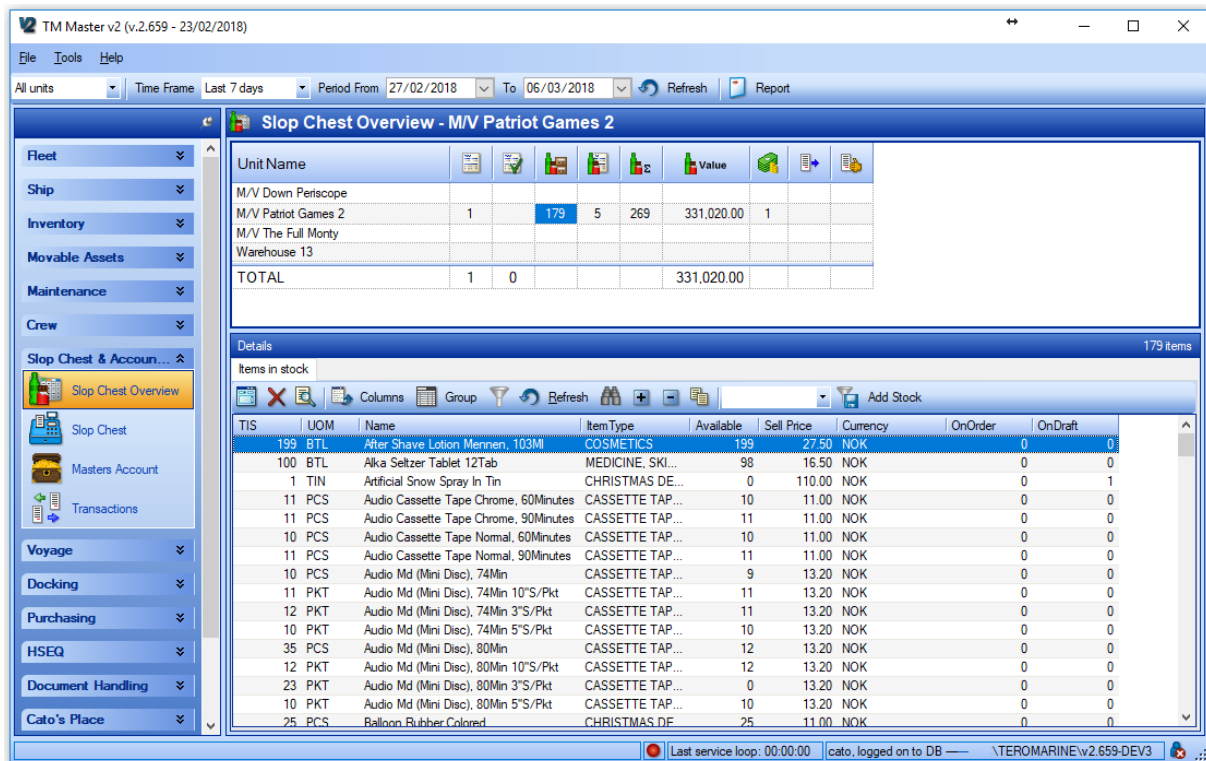 V2 TM Master v2 (v.2.659 - 23/02/2018)
File Tools Help
All units Time Frame Last 7 days Period From 27/02/2018 To 06/03/2018 Refresh Report
Slop Chest Overview - M/V Patriot Games 2
Fleet
Ship
Inventory
Movable Assets
Maintenance
Crew
Slop Chest & Accoun...
Slop Chest Overview
Slop Chest
Masters Account
Transactions
Voyage
Docking
Purchasing
HSEQ
Document Handling
Cato's Place
Unit Name Σ Value
M/V Down Periscope
M/V Patriot Games 2 1 179 5 269 331,020.00 1
M/V The Full Monty
Warehouse 13
TOTAL 1 0 331,020.00
Details 179 items
Items in stock
Columns Group Refresh Add Stock
TIS UOM Name ItemType Available Sell Price Currency OnOrder OnDraft
199 BTL After Shave Lotion Mennen, 103Ml COSMETICS 199 27.50 NOK 0 0
100 BTL Alka Seltzer Tablet 12Tab MEDICINE, SKI... 98 16.50 NOK 0 0
1 TIN Artificial Snow Spray In Tin CHRISTMAS DE... 0 110.00 NOK 0 1
11 PCS Audio Cassette Tape Chrome, 60Minutes CASSETTE TAP... 10 11.00 NOK 0 0
11 PCS Audio Cassette Tape Chrome, 90Minutes CASSETTE TAP... 11 11.00 NOK 0 0
10 PCS Audio Cassette Tape Normal, 60Minutes CASSETTE TAP... 10 11.00 NOK 0 0
11 PCS Audio Cassette Tape Normal, 90Minutes CASSETTE TAP... 11 11.00 NOK 0 0
10 PCS Audio Md (Mini Disc), 74Min CASSETTE TAP... 9 13.20 NOK 0 0
11 PKT Audio Md (Mini Disc), 74Min 10"S/Pkt CASSETTE TAP... 11 13.20 NOK 0 0
12 PKT Audio Md (Mini Disc), 74Min 3"S/Pkt CASSETTE TAP... 11 13.20 NOK 0 0
10 PKT Audio Md (Mini Disc), 74Min 5"S/Pkt CASSETTE TAP... 10 13.20 NOK 0 0
35 PCS Audio Md (Mini Disc), 80Min CASSETTE TAP... 12 13.20 NOK 0 0
12 PKT Audio Md (Mini Disc), 80Min 10"S/Pkt CASSETTE TAP... 12 13.20 NOK 0 0
23 PKT Audio Md (Mini Disc), 80Min 3"S/Pkt CASSETTE TAP... 0 13.20 NOK 0 0
10 PKT Audio Md (Mini Disc), 80Min 5"S/Pkt CASSETTE TAP... 10 13.20 NOK 0 0
25 PCS Balloon Rubber Colored CHRISTMAS DE 25 11.00 NOK 0 0
Last service loop: 00:00:00 cato, logged on to DB —— \TEROMARINE\v2.659-DEV3